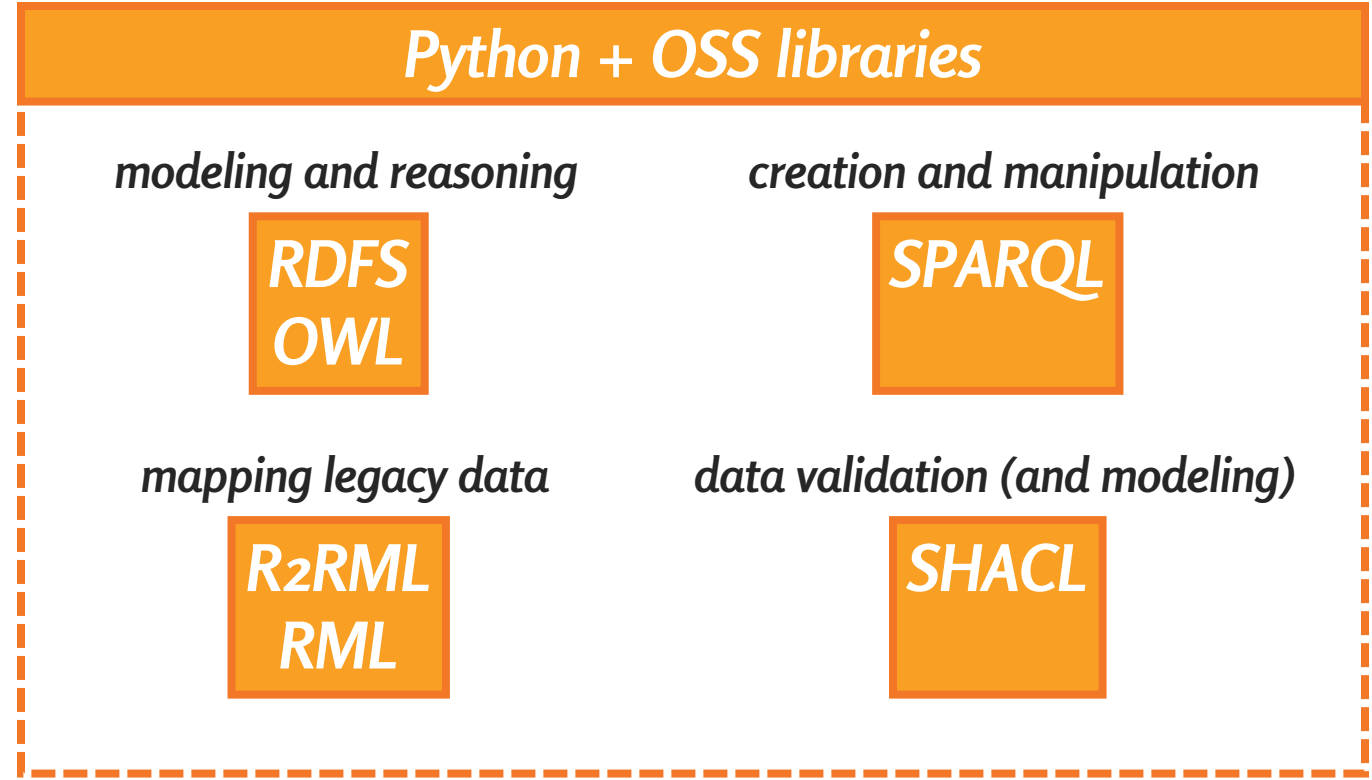 Python + OSS libraries
modeling and reasoning
RDFS
OWL
creation and manipulation
SPARQL
mapping legacy data
R2RML
RML
data validation (and modeling)
SHACL